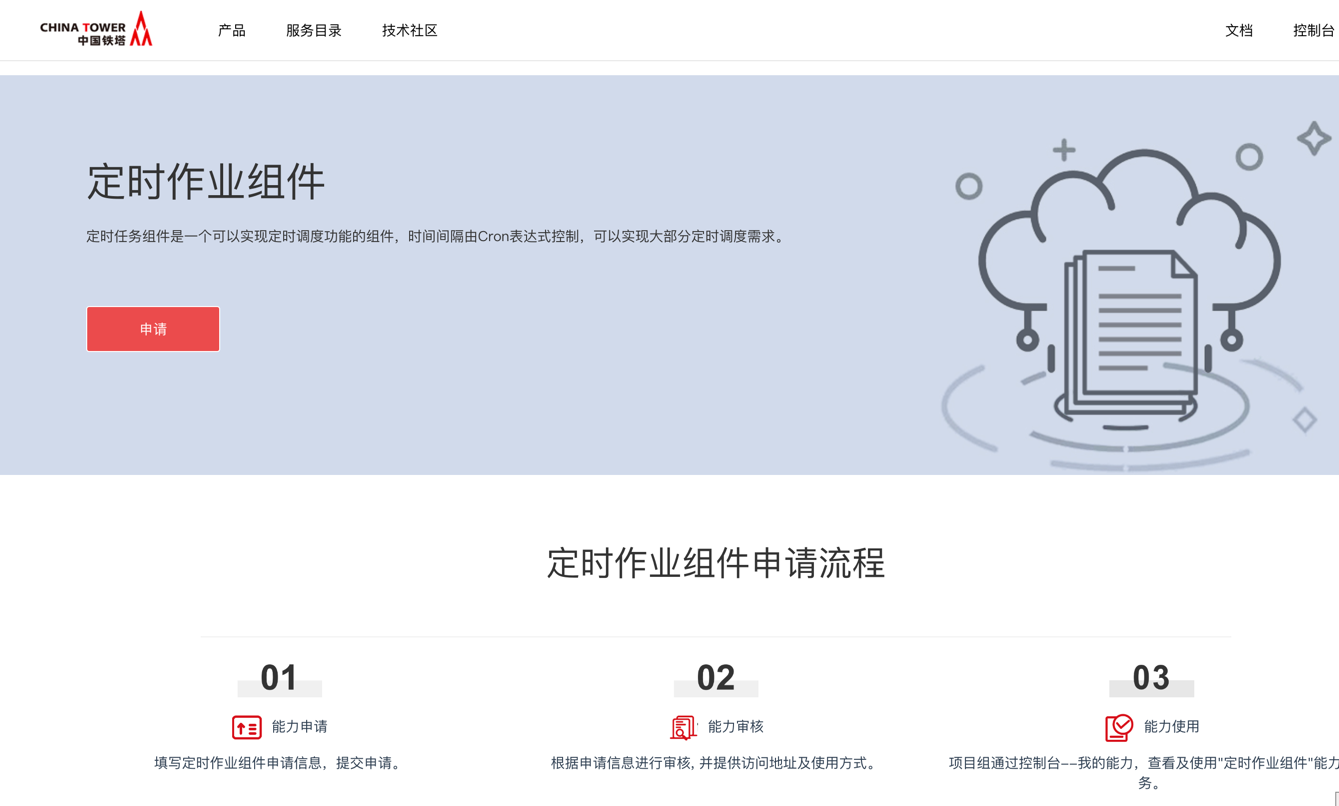 CHINA TOWER
中国铁塔
产品
服务目录
技术社区
文档
控制台
定时作业组件
定时任务组件是一个可以实现定时调度功能的组件，时间间隔由Cron表达式控制，可以实现大部分定时调度需求。
申请
定时作业组件申请流程
01
能力申请
填写定时作业组件申请信息，提交申请。
02
能力审核
根据申请信息进行审核, 并提供访问地址及使用方式。
03
能力使用
项目组通过控制台--我的能力，查看及使用"定时作业组件"能力
务。